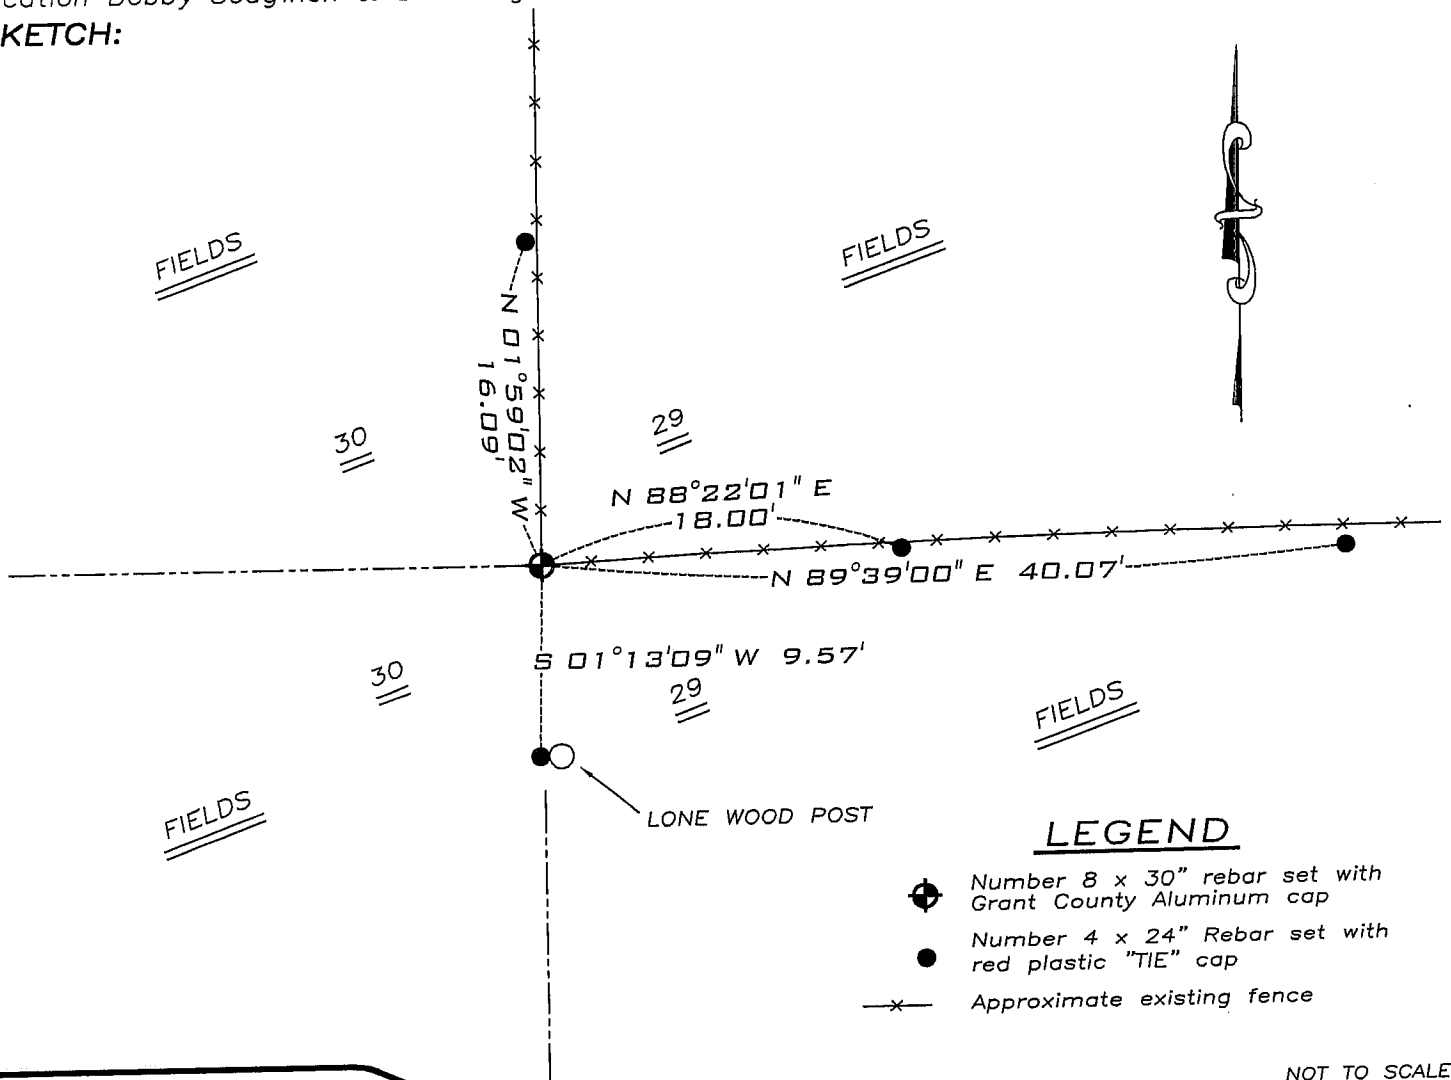 KETCH:
FIELDS
FIELDS
N 01°59'02" W
16.09'
30
29
N 88°22'01" E
18.00'
N 89°39'00" E 40.07'
S 01°13'09" W 9.57'
30
29
FIELDS
FIELDS
LONE WOOD POST
LEGEND
Number 8 x 30" rebar set with
Grant County Aluminum cap
Number 4 x 24" Rebar set with
red plastic "TIE" cap
Approximate existing fence
NOT TO SCALE